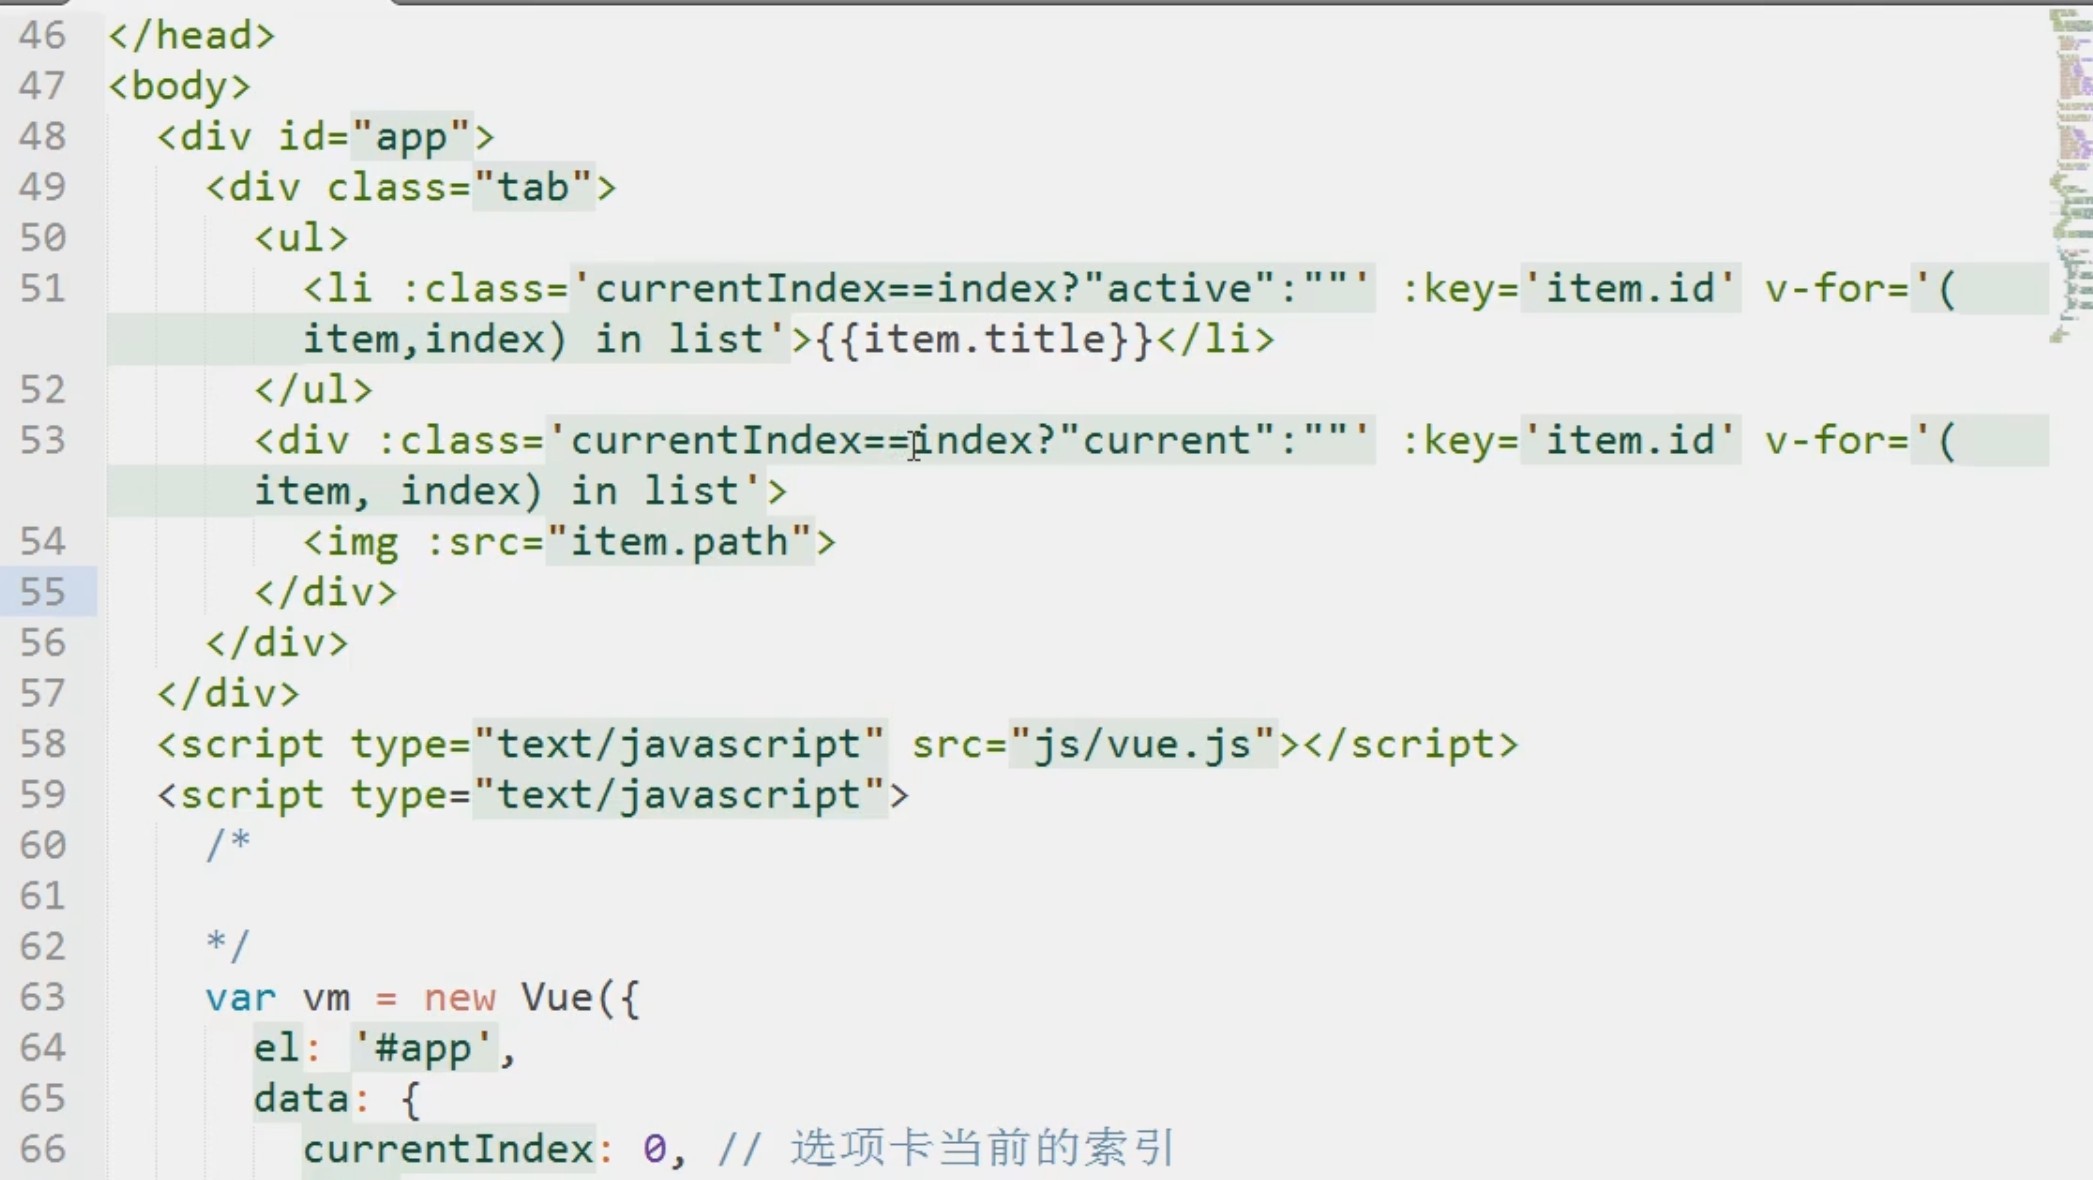 46 </head>
47 <body>
48 <div id="app">
49 <div class="tab">
50 <ul>
51 <li :class='currentIndex==index?"active":""' :key='item.id' v-for='(
item,index) in list'>{{item.title}}</li>
52 </ul>
53 <div :class='currentIndex==index?"current":""' :key='item.id' v-for='(
item, index) in list'>
54 <img :src="item.path">
55 </div>
56 </div>
57 </div>
58 <script type="text/javascript" src="js/vue.js"></script>
59 <script type="text/javascript">
60 /*
61
62 */
63 var vm = new Vue({
64 el: '#app',
65 data: {
66 currentIndex: 0, // 选项卡当前的索引